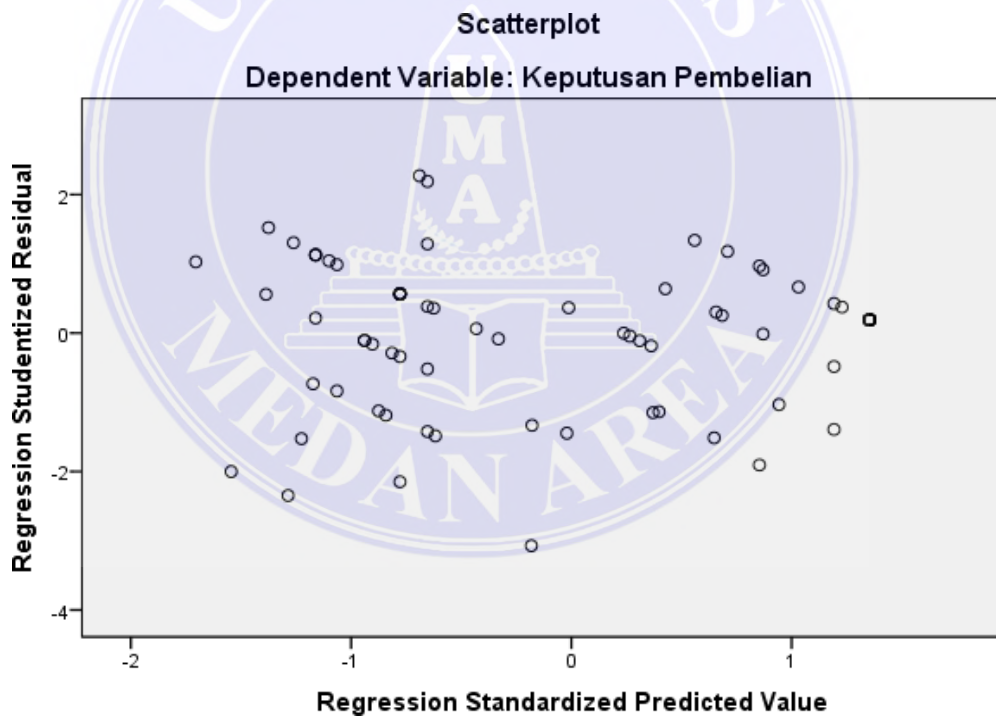 Scatterplot
Dependent Variable: Keputusan Pembelian
Regression Studentized Residual
2
0
-2
-4
-2
-1
0
1
Regression Standardized Predicted Value
U
M
A
MEDAN AREA